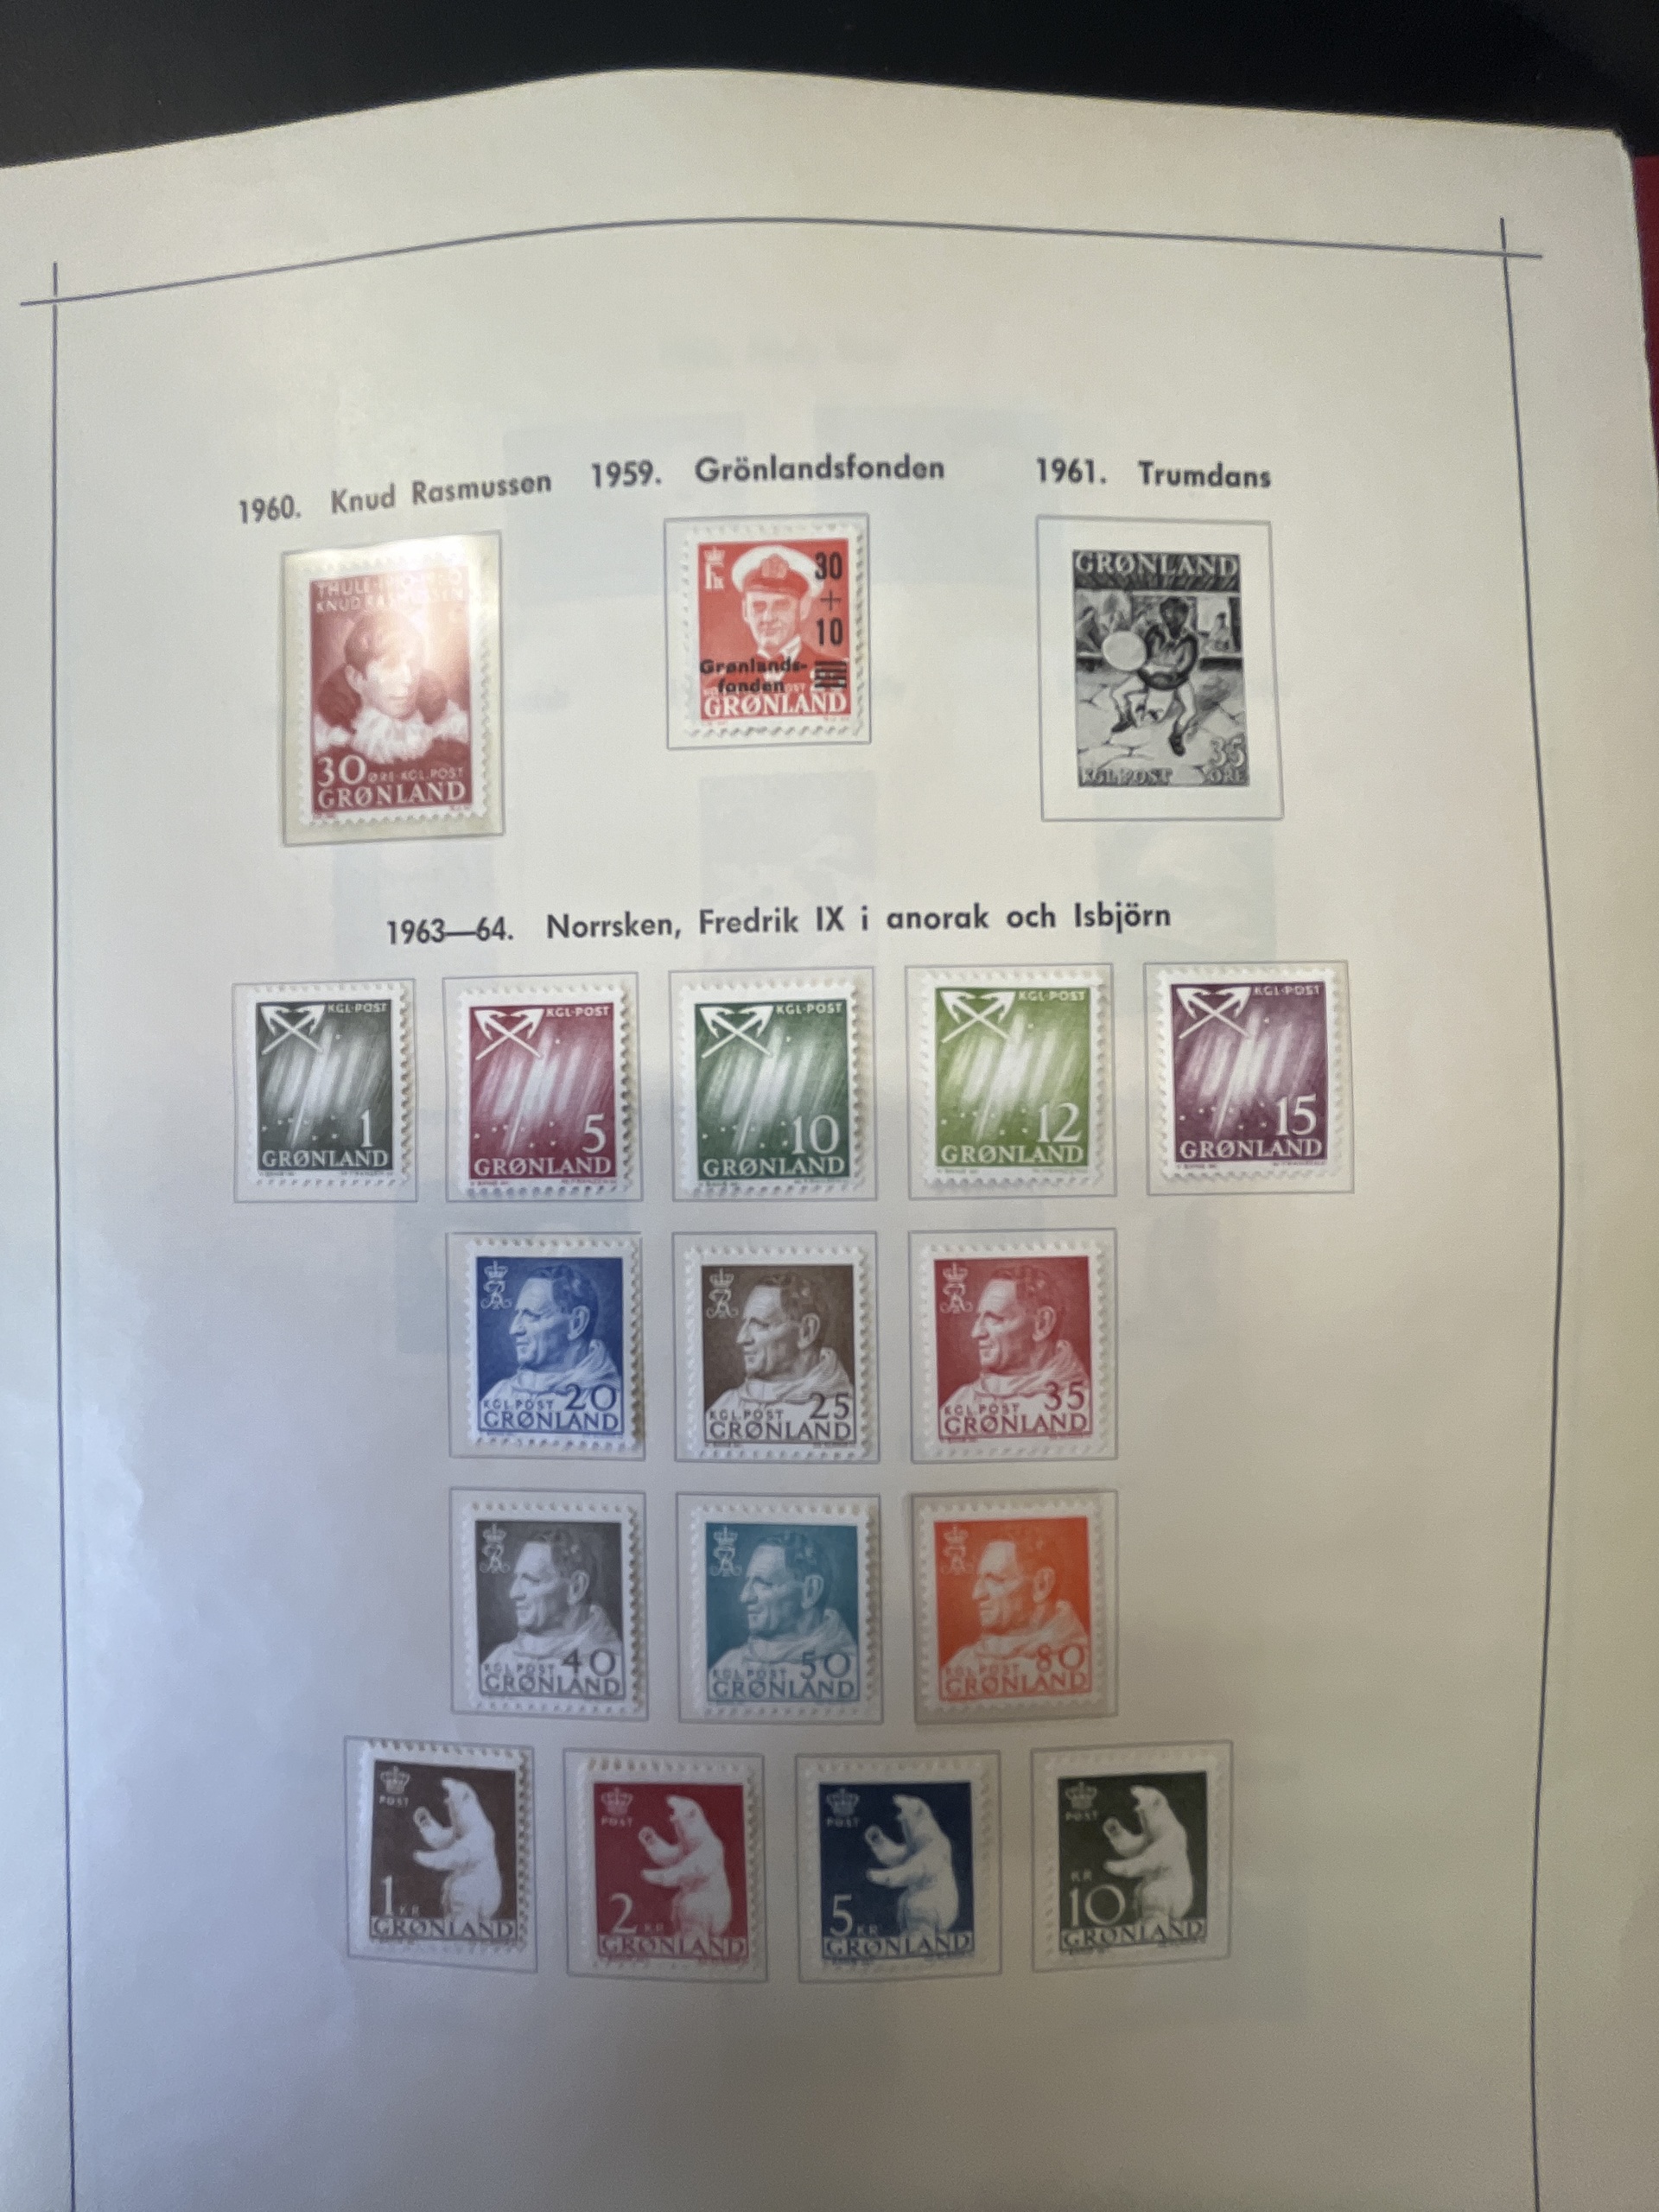 1960. Knud Rasmussen
1959. Grönlandsfonden
1961. Trumdans
THULE
KNUD RASMUSSEN
30 ØRE·KGL.POST
GRØNLAND
30
+
10
Grønlands-
fonden
GRØNLAND
GRØNLAND
35
KGL.POST ØRE
1963—64. Norrsken, Fredrik IX i anorak och Isbjörn
KGL·POST
1
GRØNLAND
KGL·POST
5
GRØNLAND
KGL·POST
10
GRØNLAND
KGL·POST
12
GRØNLAND
KGL·POST
15
GRØNLAND
KGL.POST 20
GRØNLAND
KGL.POST 25
GRØNLAND
KGL.POST 35
GRØNLAND
KGL.POST 40
GRØNLAND
KGL.POST 50
GRØNLAND
KGL.POST 80
GRØNLAND
POST
1 KR
GRØNLAND
POST
2 KR
GRØNLAND
POST
5 KR
GRØNLAND
POST
KR
10
GRØNLAND